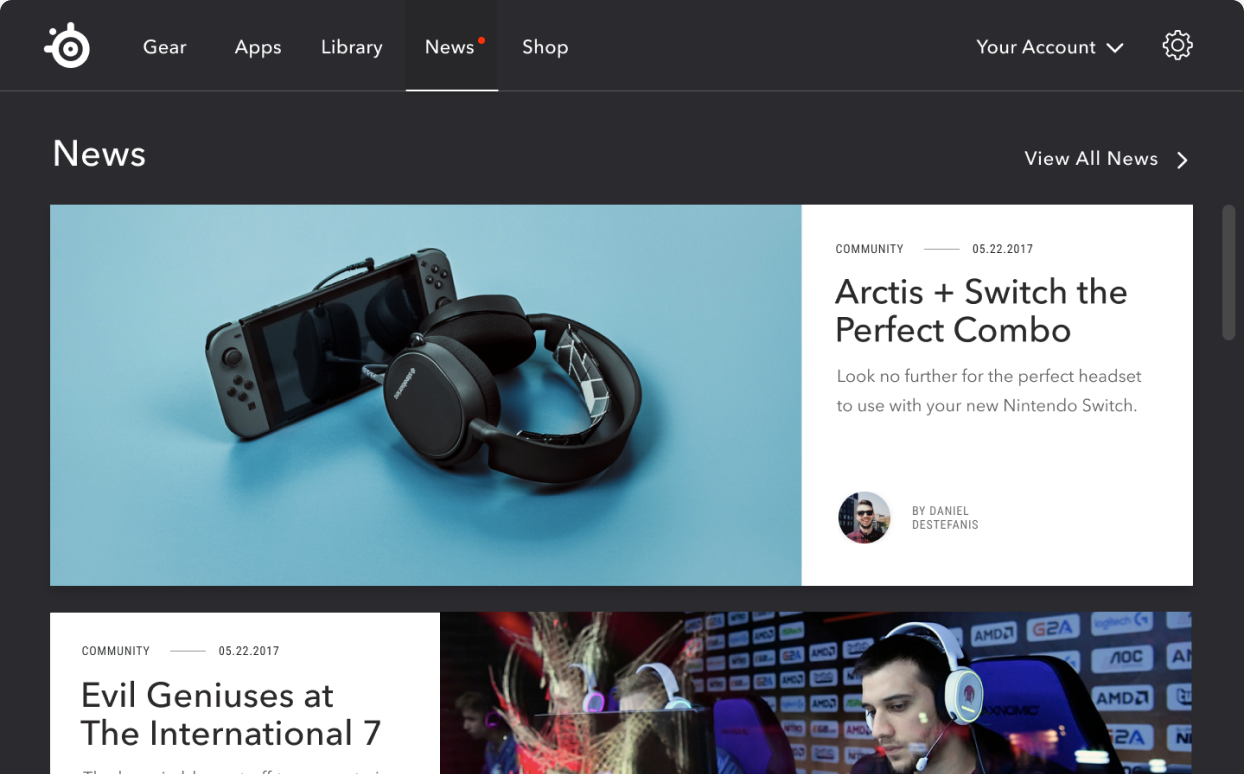 Gear Apps Library News Shop Your Account
News
View All News
COMMUNITY 05.22.2017
Arctis + Switch the
Perfect Combo
Look no further for the perfect headset
to use with your new Nintendo Switch.
steelseries
BY DANIEL
DESTEFANIS
COMMUNITY 05.22.2017
Evil Geniuses at
The International 7
AMD G2A logitech G
AOC
AMD
G2A